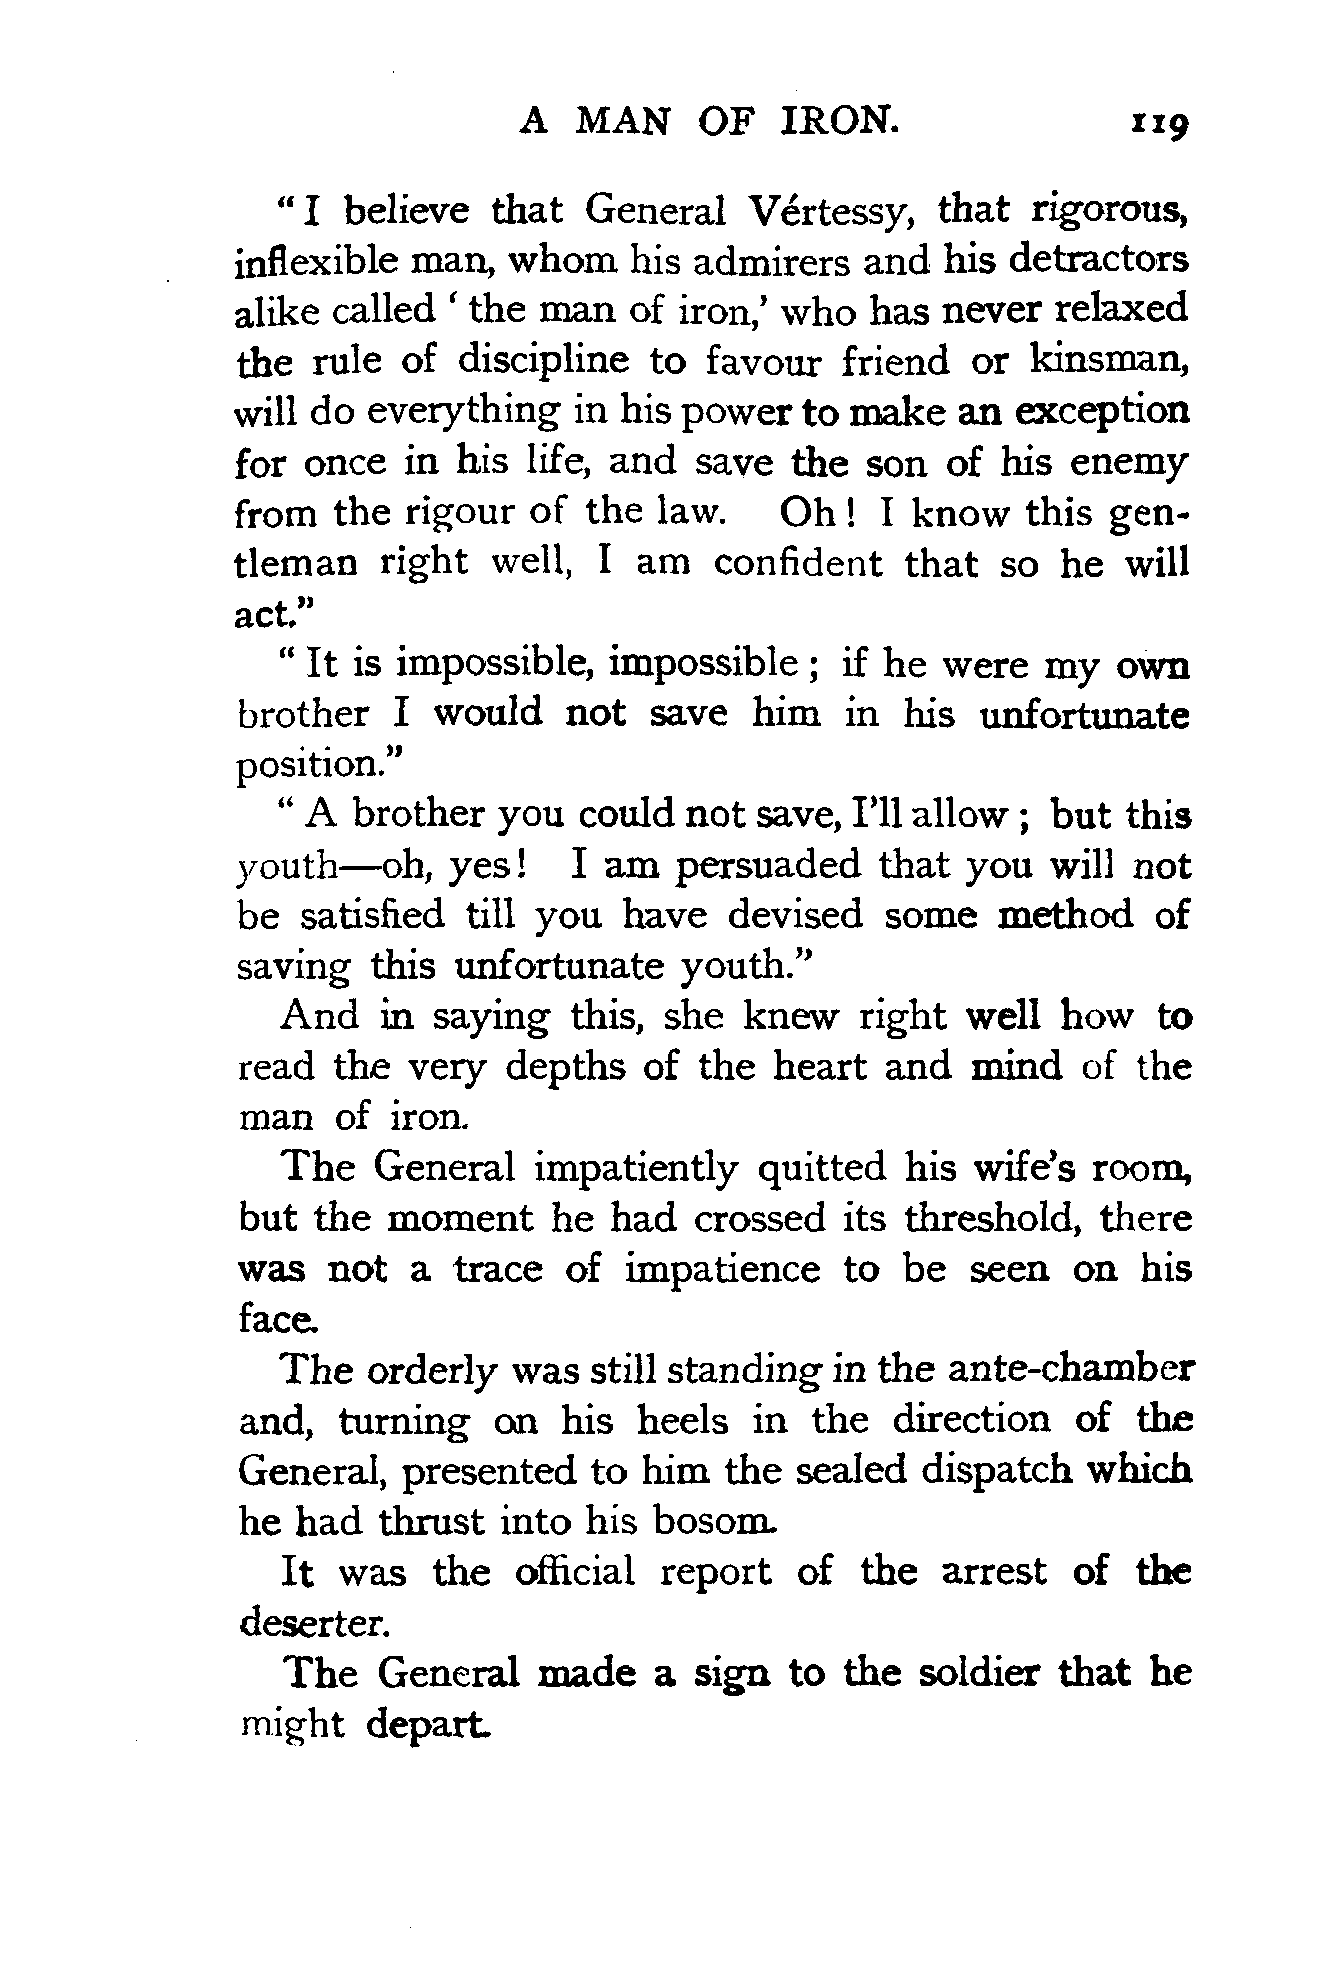 A MAN OF IRON. 119
“ I believe that General Vértessy, that rigorous,
inflexible man, whom his admirers and his detractors
alike called ‘ the man of iron,’ who has never relaxed
the rule of discipline to favour friend or kinsman,
will do everything in his power to make an exception
for once in his life, and save the son of his enemy
from the rigour of the law. Oh ! I know this gen-
tleman right well, I am confident that so he will
act.”
“ It is impossible, impossible ; if he were my own
brother I would not save him in his unfortunate
position.”
“ A brother you could not save, I’ll allow ; but this
youth—oh, yes ! I am persuaded that you will not
be satisfied till you have devised some method of
saving this unfortunate youth.”
And in saying this, she knew right well how to
read the very depths of the heart and mind of the
man of iron.
The General impatiently quitted his wife’s room,
but the moment he had crossed its threshold, there
was not a trace of impatience to be seen on his
face.
The orderly was still standing in the ante-chamber
and, turning on his heels in the direction of the
General, presented to him the sealed dispatch which
he had thrust into his bosom.
It was the official report of the arrest of the
deserter.
The General made a sign to the soldier that he
might depart.